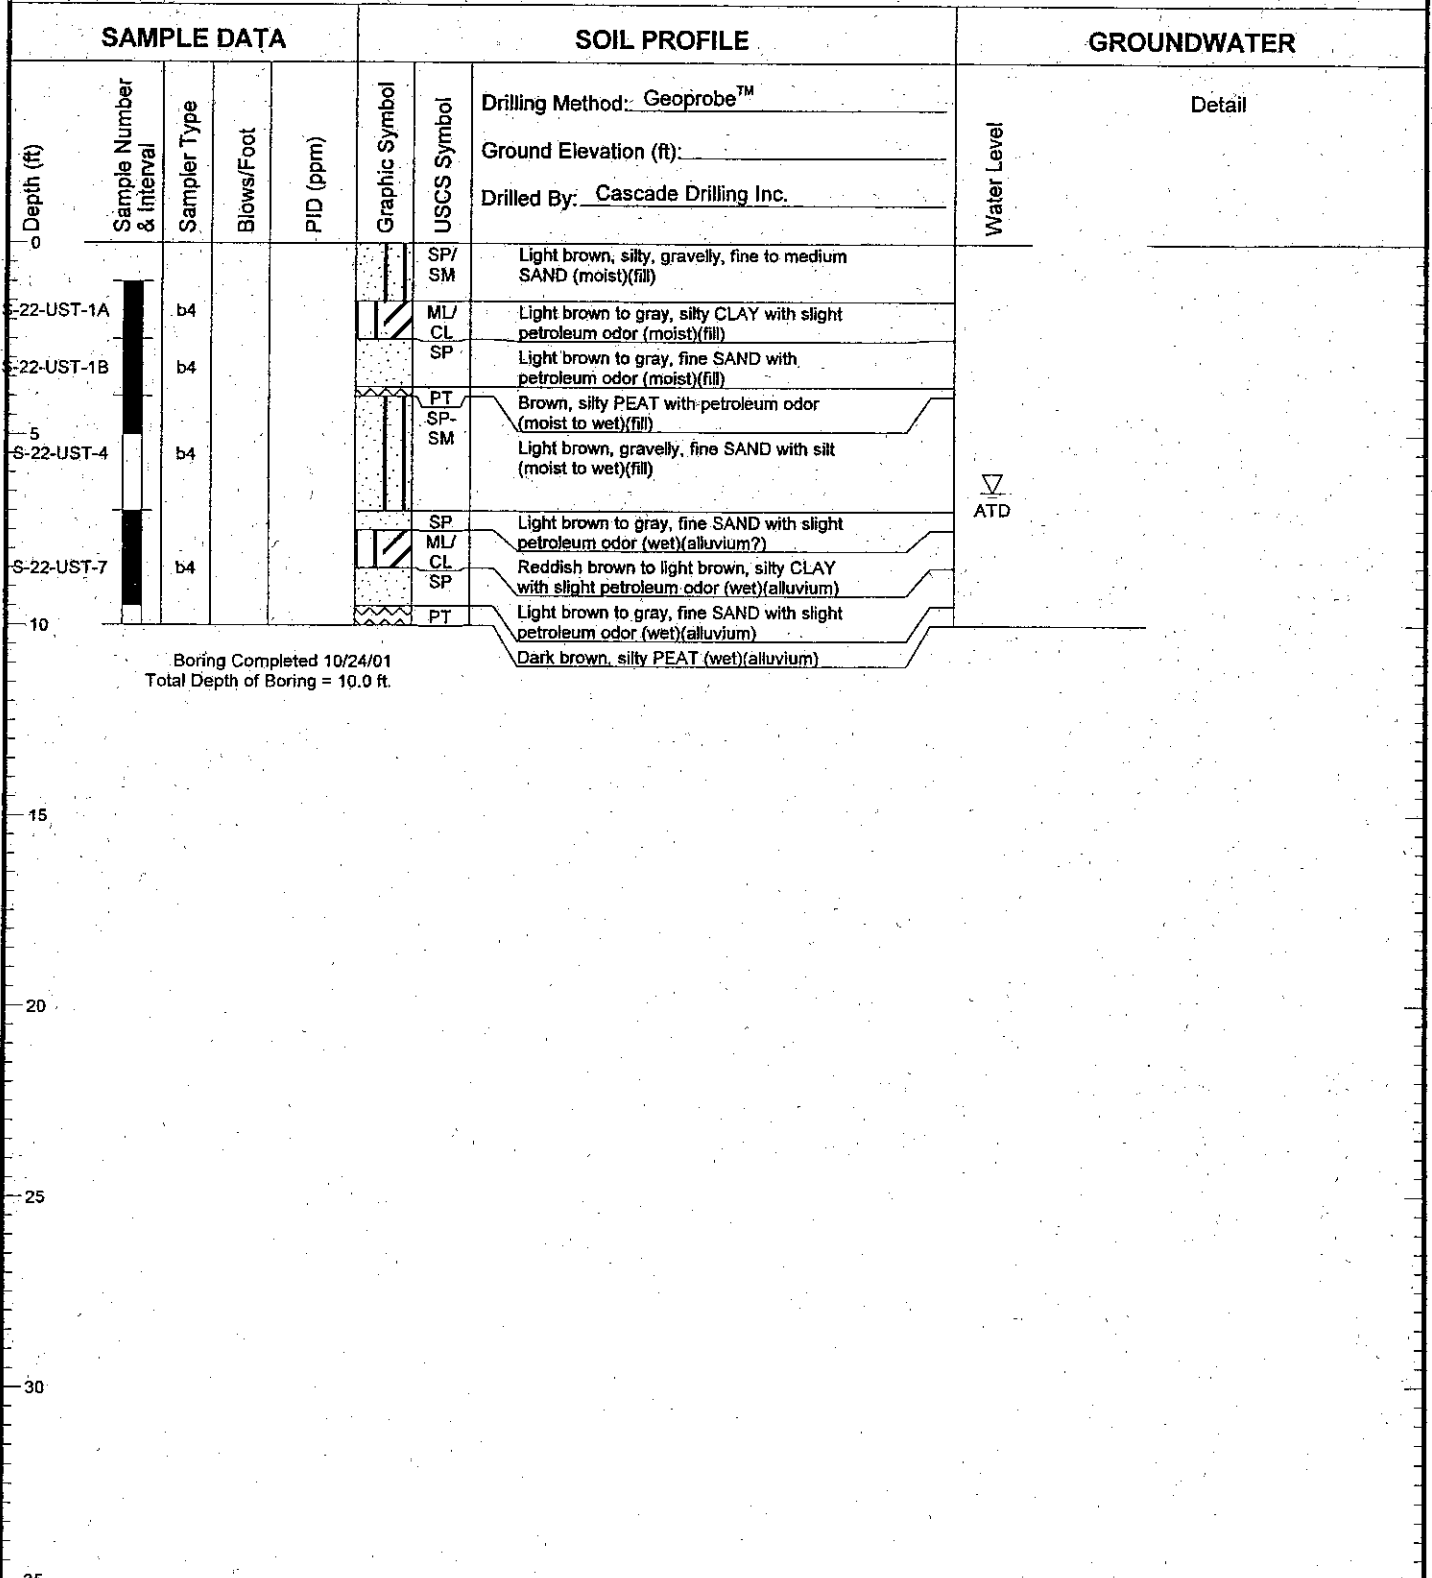 SAMPLE DATA
SOIL PROFILE
GROUNDWATER
Depth (ft)
Sample Number
& Interval
Sampler Type
Blows/Foot
PID (ppm)
Graphic Symbol
USCS Symbol
Drilling Method: Geoprobe™
Ground Elevation (ft):
Drilled By: Cascade Drilling Inc.
Water Level
Detail
0
SP/
SM
Light brown, silty, gravelly, fine to medium
SAND (moist)(fill)
S-22-UST-1A
b4
ML/
CL
Light brown to gray, silty CLAY with slight
petroleum odor (moist)(fill)
S-22-UST-1B
b4
SP
Light brown to gray, fine SAND with
petroleum odor (moist)(fill)
PT
Brown, silty PEAT with petroleum odor
(moist to wet)(fill)
5
S-22-UST-4
b4
SP-
SM
Light brown, gravelly, fine SAND with silt
(moist to wet)(fill)
ATD
SP
Light brown to gray, fine SAND with slight
petroleum odor (wet)(alluvium?)
S-22-UST-7
b4
ML/
CL
Reddish brown to light brown, silty CLAY
with slight petroleum odor (wet)(alluvium)
SP
Light brown to gray, fine SAND with slight
petroleum odor (wet)(alluvium)
10
PT
Dark brown, silty PEAT (wet)(alluvium)
Boring Completed 10/24/01
Total Depth of Boring = 10.0 ft.
15
20
25
30